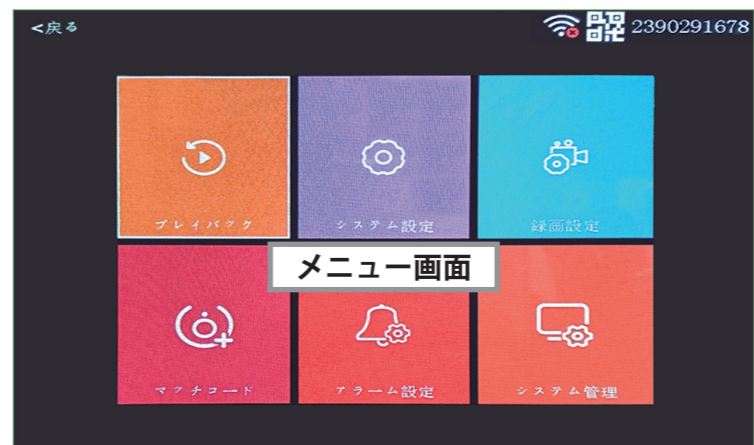 <戻る
2390291678
プレイバック
システム設定
録画設定
メニュー画面
マッチコード
アラーム設定
システム管理